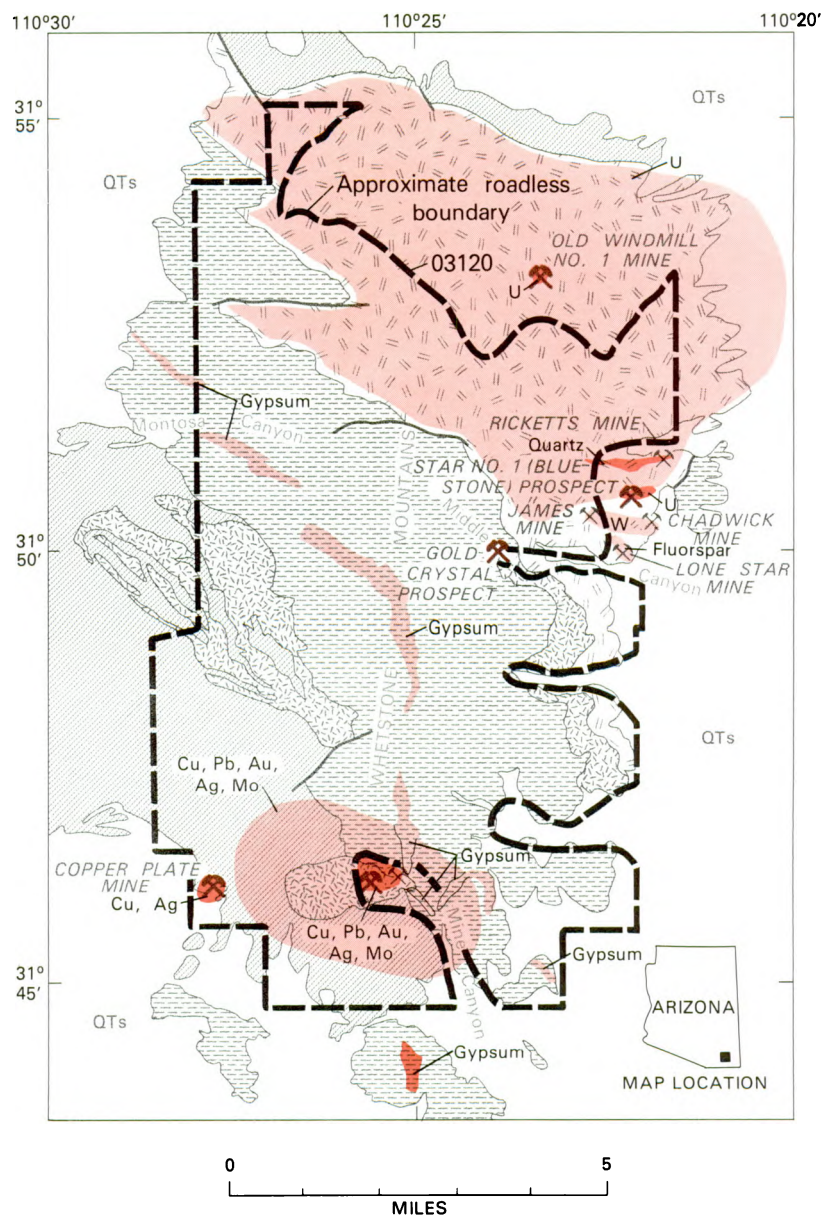 110°30′
110°25′
110°20′
31°
55′
QTs
QTs
U
Approximate roadless
boundary
03120
OLD WINDMILL
NO. 1 MINE
U
Gypsum
Montosa Canyon
MOUNTAINS
RICKETTS MINE
Quartz
STAR NO. 1 (BLUE
STONE) PROSPECT
U
JAMES
MINE
W
CHADWICK
MINE
Middle
31°
50′
GOLD
CRYSTAL
PROSPECT
Fluorspar
LONE STAR
MINE
Canyon
Gypsum
WHETSTONE
QTs
Cu, Pb, Au,
Ag, Mo
COPPER PLATE
MINE
Cu, Ag
Gypsum
Cu, Pb, Au,
Ag, Mo
Mine Canyon
Gypsum
31°
45′
QTs
Gypsum
ARIZONA
MAP LOCATION
0 5
MILES